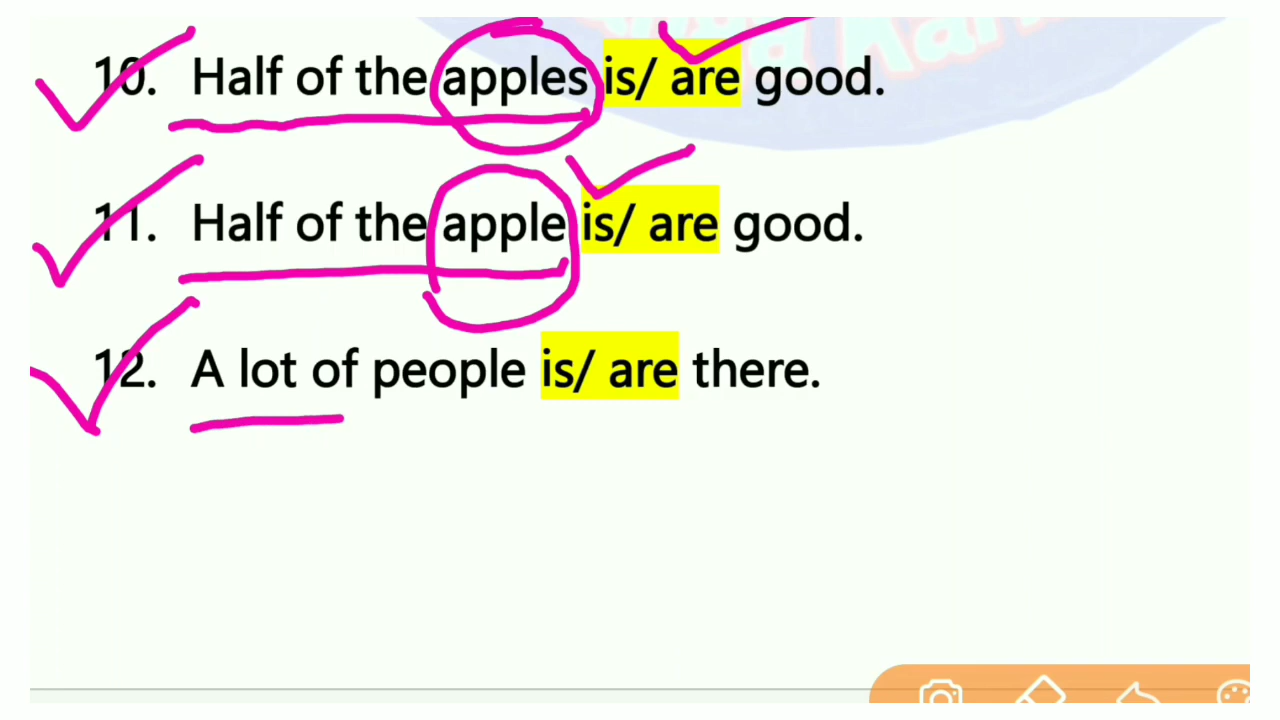 10. Half of the apples is/ are good.
11. Half of the apple is/ are good.
12. A lot of people is/ are there.